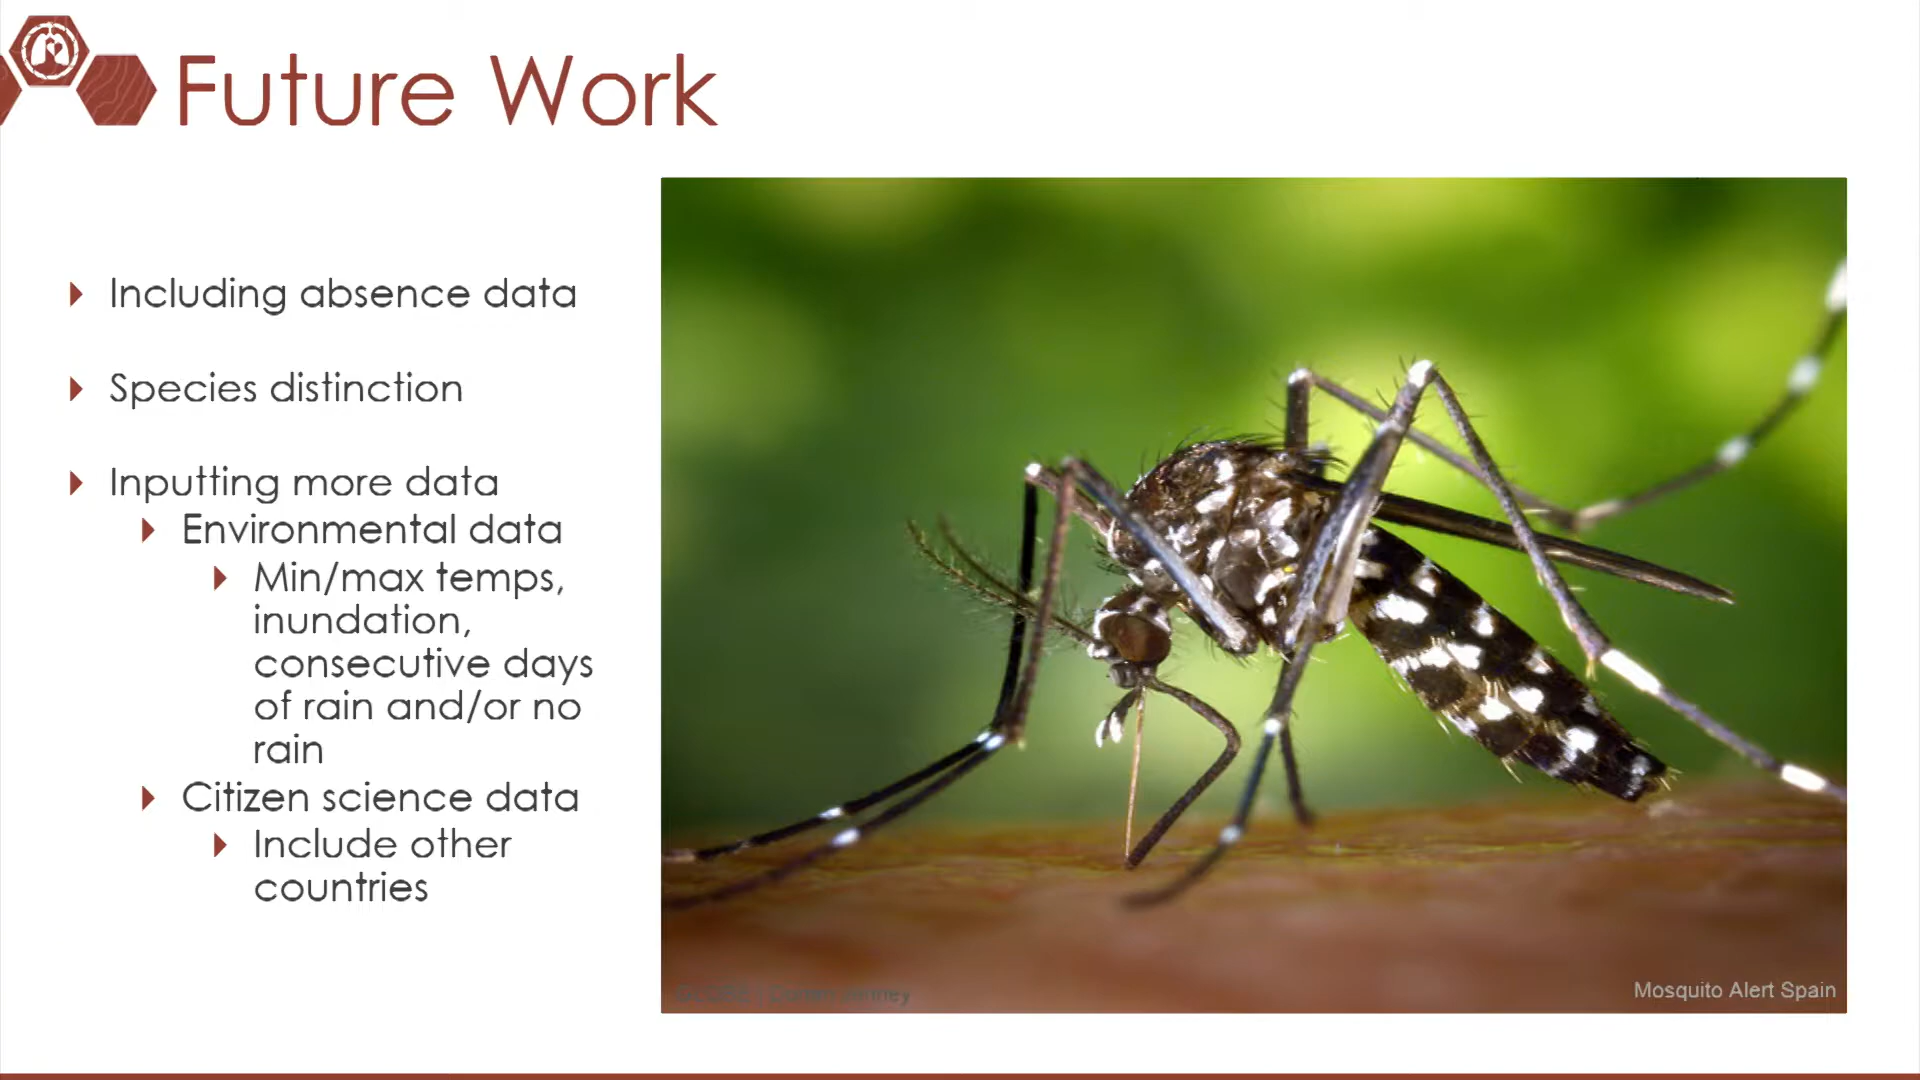 Future Work
Including absence data
Species distinction
Inputting more data
Environmental data
Min/max temps,
inundation,
consecutive days
of rain and/or no
rain
Citizen science data
Include other
countries
Mosquito Alert Spain